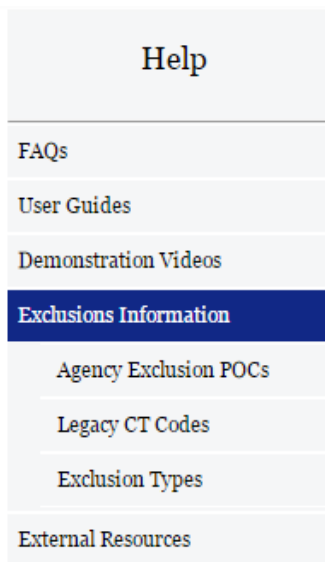 Help
FAQs
User Guides
Demonstration Videos
Exclusions Information
Agency Exclusion POCs
Legacy CT Codes
Exclusion Types
External Resources